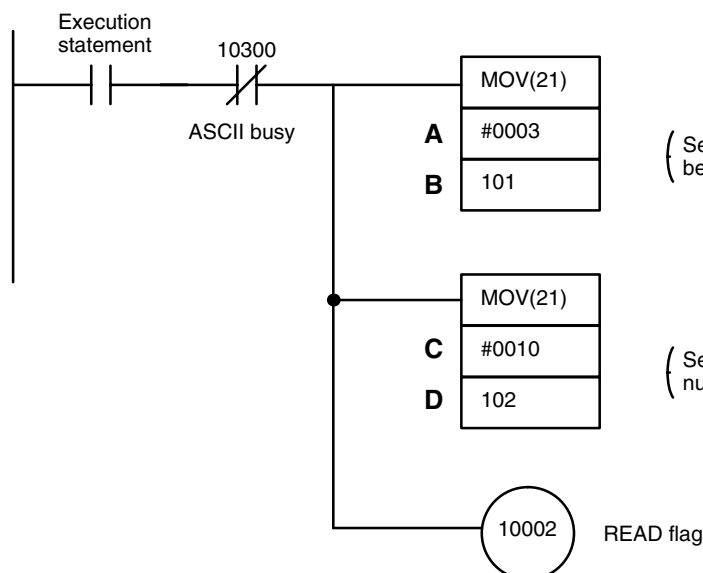 Execution
statement
10300
ASCII busy
MOV(21)
A #0003
B 101
MOV(21)
C #0010
D 102
10002 READ flag